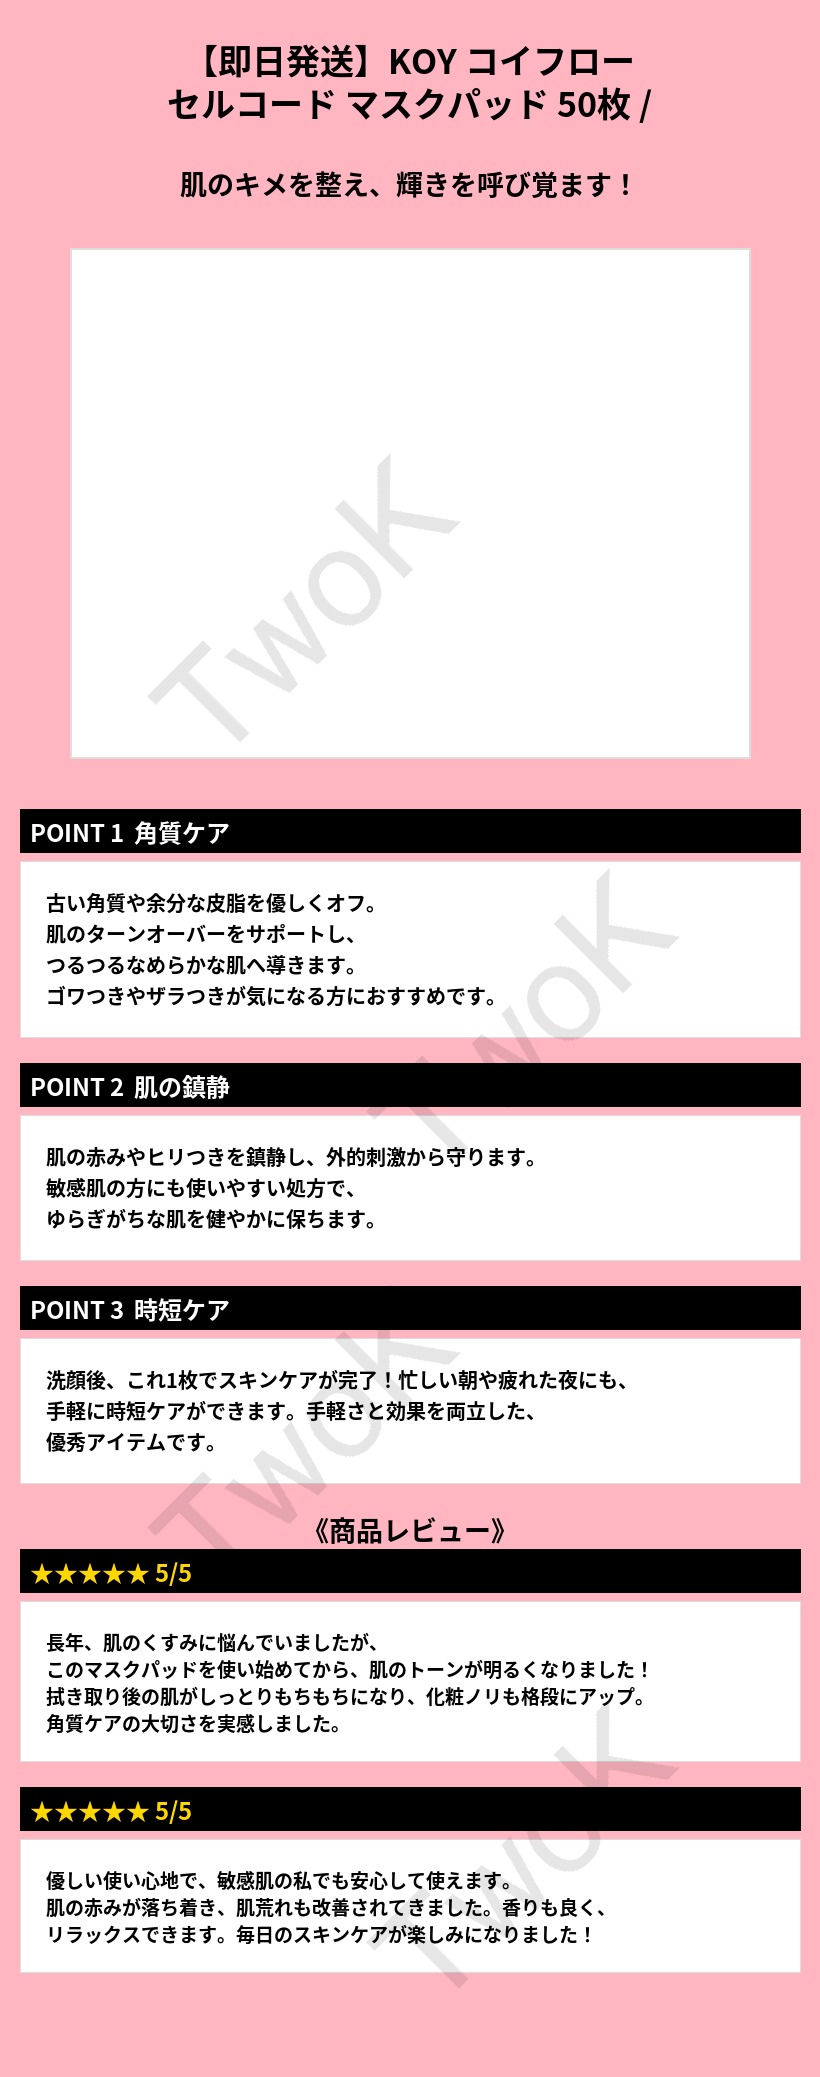 【即日発送】KOY コイフロー
セルコード マスクパッド 50枚 /
肌のキメを整え、輝きを呼び覚ます！
TwoK
POINT 1 角質ケア
古い角質や余分な皮脂を優しくオフ。
肌のターンオーバーをサポートし、
つるつるなめらかな肌へ導きます。
ゴワつきやザラつきが気になる方におすすめです。
TwoK
POINT 2 肌の鎮静
肌の赤みやヒリつきを鎮静し、外的刺激から守ります。
敏感肌の方にも使いやすい処方で、
ゆらぎがちな肌を健やかに保ちます。
POINT 3 時短ケア
洗顔後、これ1枚でスキンケアが完了！忙しい朝や疲れた夜にも、
手軽に時短ケアができます。手軽さと効果を両立した、
優秀アイテムです。
TwoK
《商品レビュー》
★★★★★ 5/5
長年、肌のくすみに悩んでいましたが、
このマスクパッドを使い始めてから、肌のトーンが明るくなりました！
拭き取り後の肌がしっとりもちもちになり、化粧ノリも格段にアップ。
角質ケアの大切さを実感しました。
★★★★★ 5/5
優しい使い心地で、敏感肌の私でも安心して使えます。
肌の赤みが落ち着き、肌荒れも改善されてきました。香りも良く、
リラックスできます。毎日のスキンケアが楽しみになりました！
TwoK